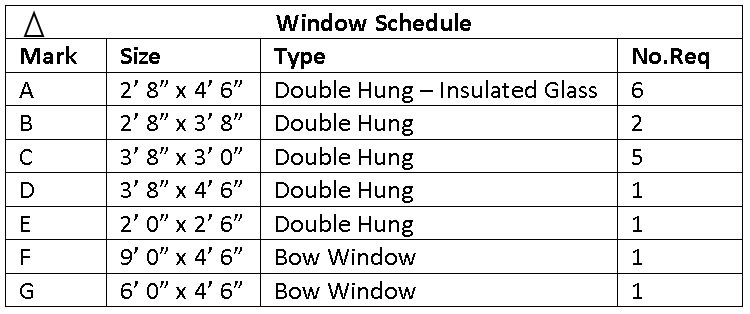 Window Schedule
Mark Size Type No.Req
A 2’ 8” x 4’ 6” Double Hung – Insulated Glass 6
B 2’ 8” x 3’ 8” Double Hung 2
C 3’ 8” x 3’ 0” Double Hung 5
D 3’ 8” x 4’ 6” Double Hung 1
E 2’ 0” x 2’ 6” Double Hung 1
F 9’ 0” x 4’ 6” Bow Window 1
G 6’ 0” x 4’ 6” Bow Window 1